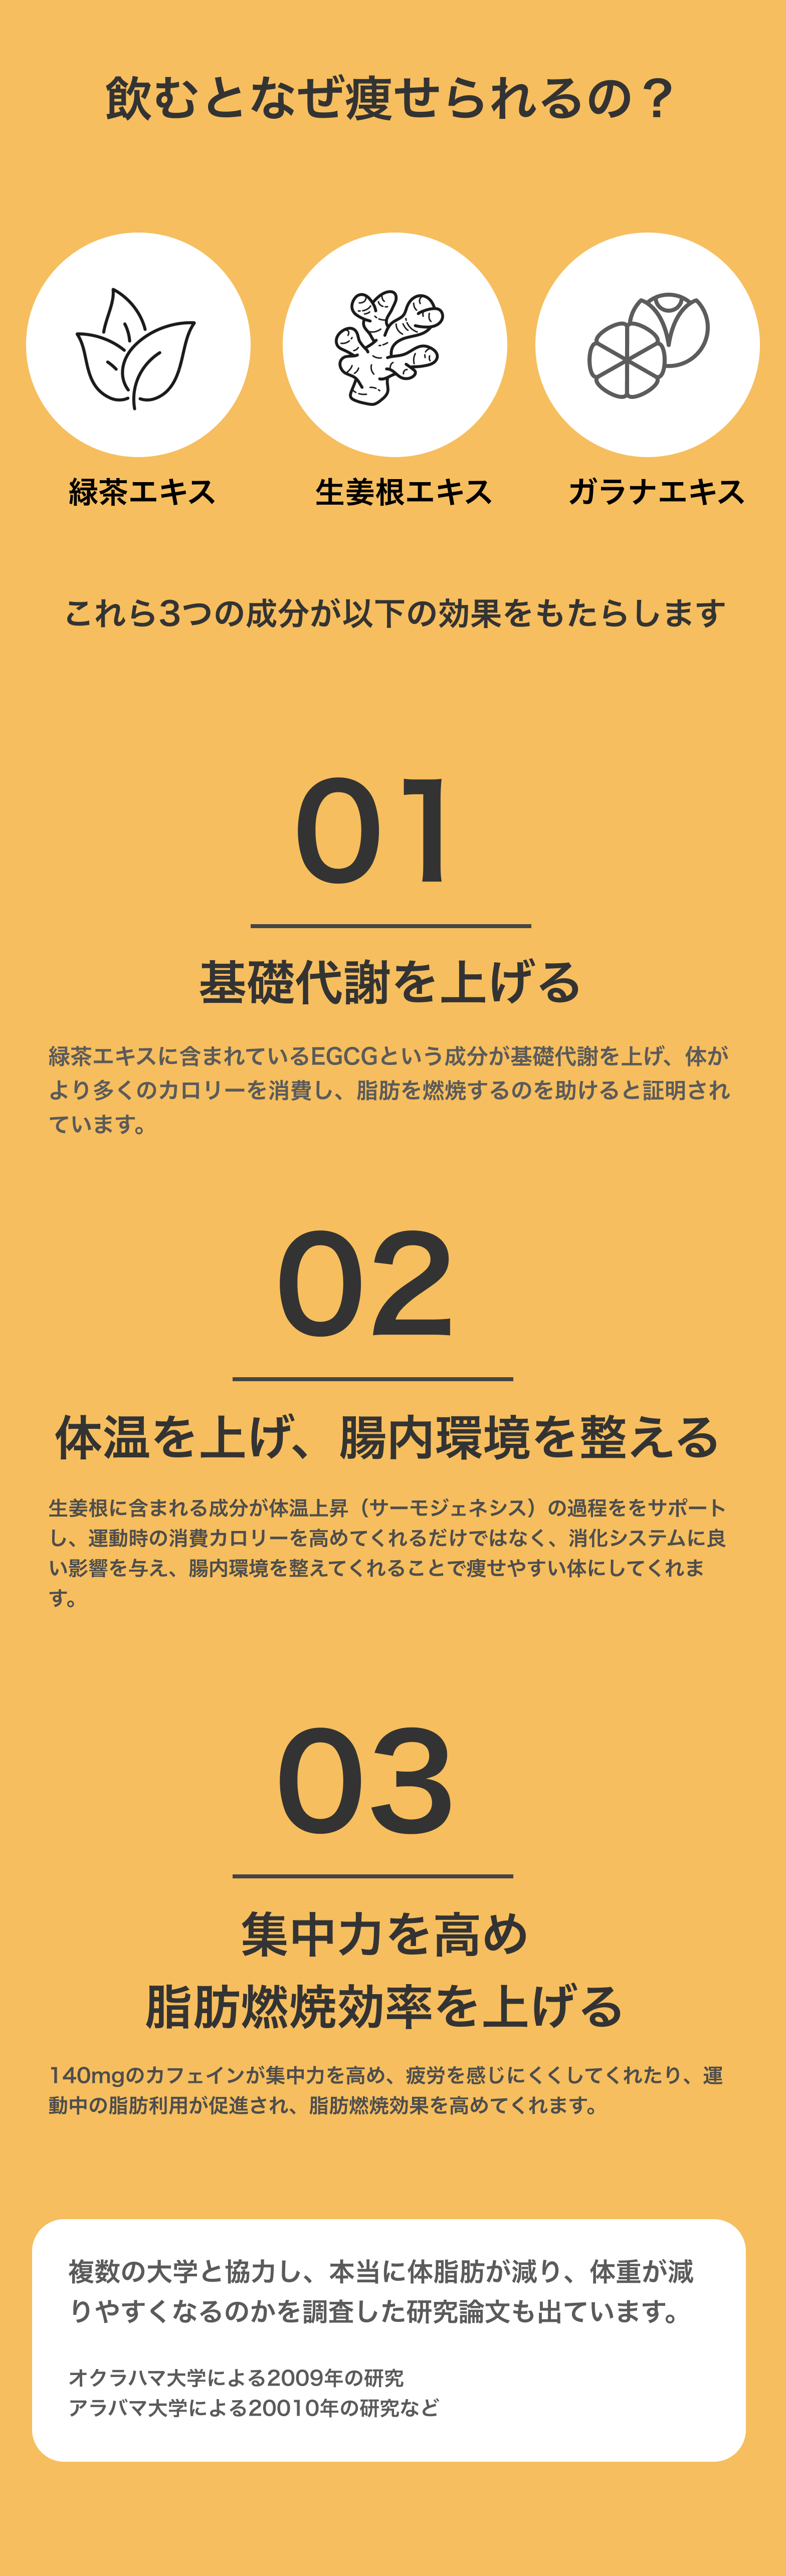 飲むとなぜ痩せられるの？
緑茶エキス
生姜根エキス
ガラナエキス
これら3つの成分が以下の効果をもたらします
01
基礎代謝を上げる
緑茶エキスに含まれているEGCGという成分が基礎代謝を上げ、体が
より多くのカロリーを消費し、脂肪を燃焼するのを助けると証明され
ています。
02
体温を上げ、腸内環境を整える
生姜根に含まれる成分が体温上昇（サーモジェネシス）の過程ををサポート
し、運動時の消費カロリーを高めてくれるだけではなく、消化システムに良
い影響を与え、腸内環境を整えてくれることで痩せやすい体にしてくれま
す。
03
集中力を高め
脂肪燃焼効率を上げる
140mgのカフェインが集中力を高め、疲労を感じにくくしてくれたり、運
動中の脂肪利用が促進され、脂肪燃焼効果を高めてくれます。
複数の大学と協力し、本当に体脂肪が減り、体重が減
りやすくなるのかを調査した研究論文も出ています。
オクラハマ大学による2009年の研究
アラバマ大学による20010年の研究など